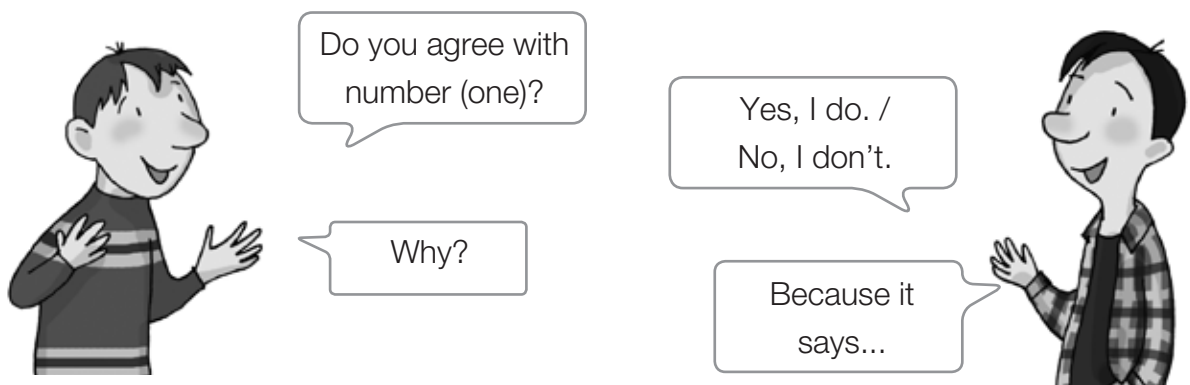 Do you agree with
number (one)?
Yes, I do. /
No, I don’t.
Why?
Because it
says...